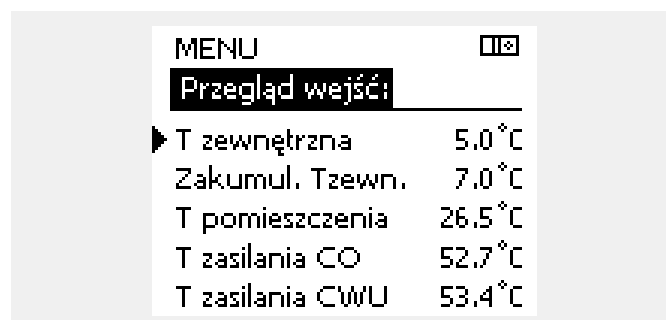 MENU
Przegląd wejść:
T zewnętrzna 5.0°C
Zakumul. Tzewn. 7.0°C
T pomieszczenia 26.5°C
T zasilania CO 52.7°C
T zasilania CWU 53.4°C